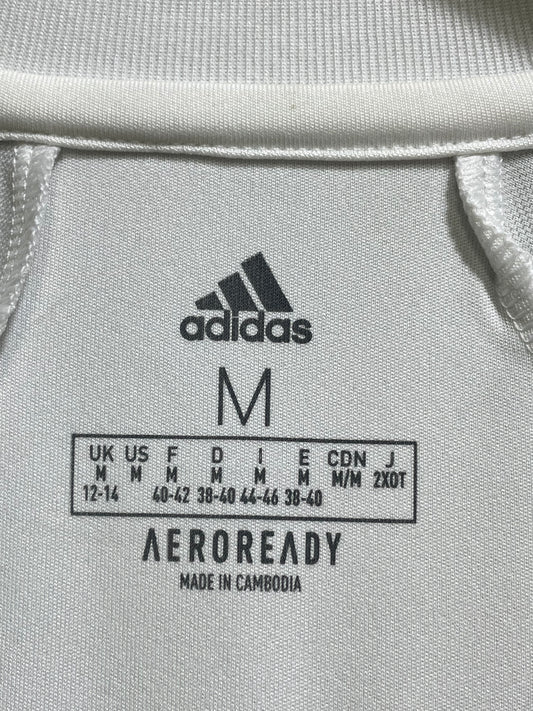 adidas
M
UK US F D I E CDN J
M M M M M M M/M 2XOT
12-14 40-42 38-40 44-46 38-40
AEROREADY
MADE IN CAMBODIA